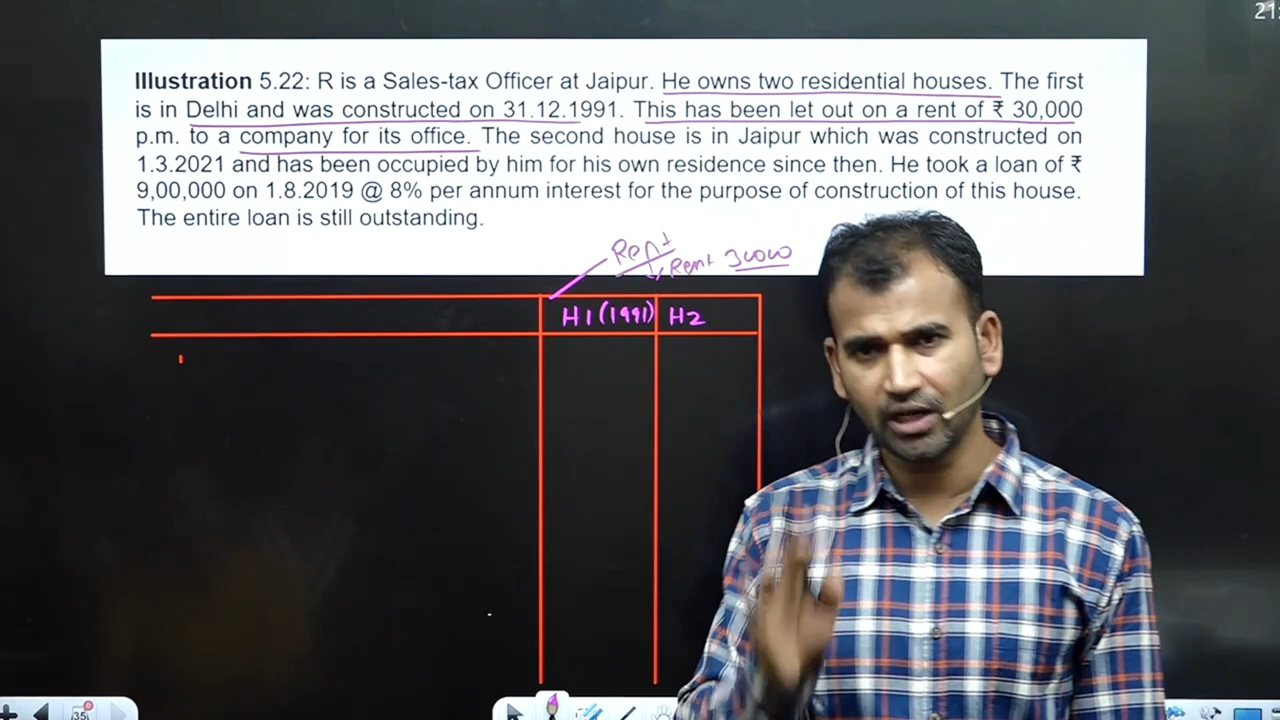 21:
Illustration 5.22: R is a Sales-tax Officer at Jaipur. He owns two residential houses. The first
is in Delhi and was constructed on 31.12.1991. This has been let out on a rent of ₹ 30,000
p.m. to a company for its office. The second house is in Jaipur which was constructed on
1.3.2021 and has been occupied by him for his own residence since then. He took a loan of ₹
9,00,000 on 1.8.2019 @ 8% per annum interest for the purpose of construction of this house.
The entire loan is still outstanding.
Rent
Rent 30000
H1(1991) H2
35